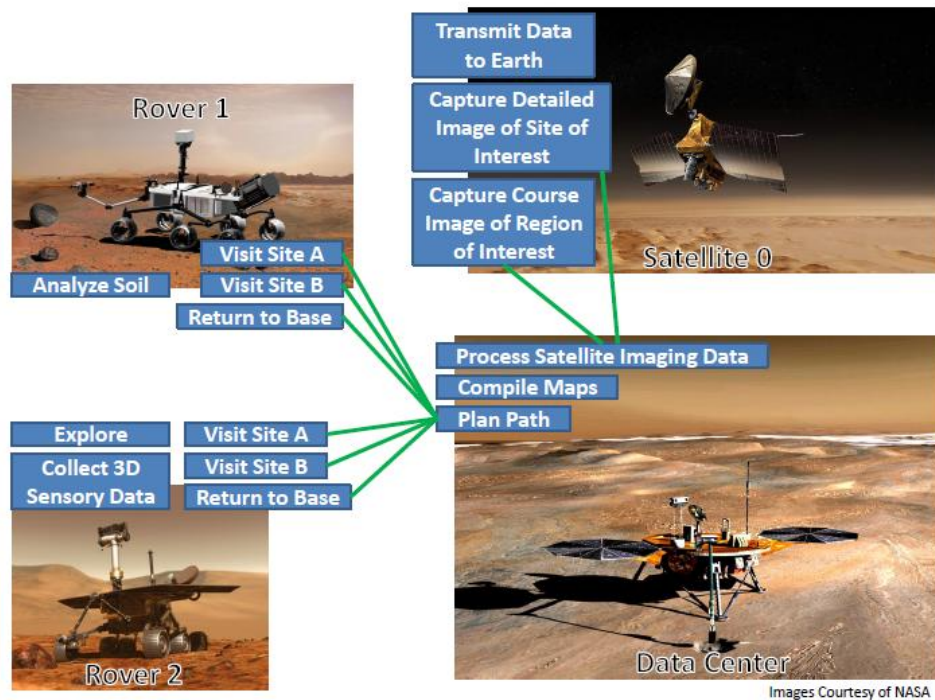 Transmit Data
to Earth
Capture Detailed
Image of Site of
Interest
Capture Course
Image of Region
of Interest
Satellite 0
Rover 1
Visit Site A
Analyze Soil
Visit Site B
Return to Base
Process Satellite Imaging Data
Compile Maps
Plan Path
Explore
Visit Site A
Collect 3D
Sensory Data
Visit Site B
Return to Base
Rover 2
Data Center
Images Courtesy of NASA